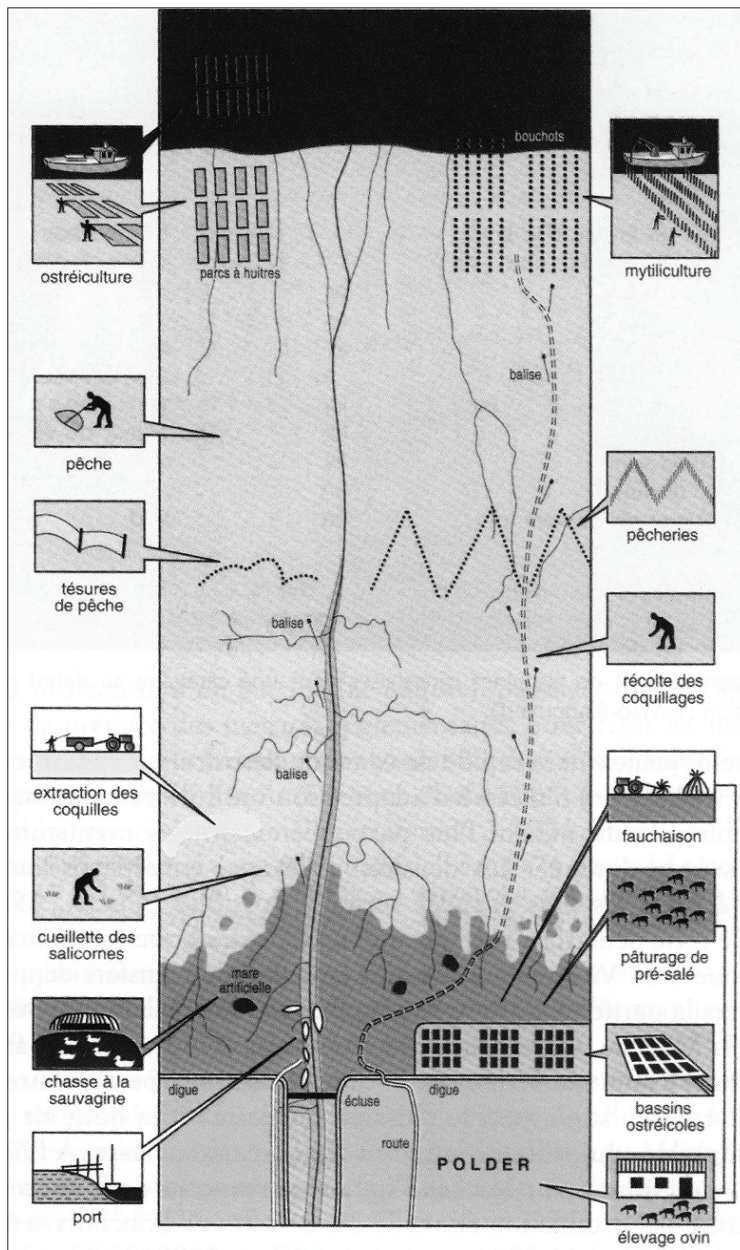 bouchots
ostréiculture
parcs à huîtres
mytiliculture
balise
pêche
pêcheries
tésures
de pêche
balise
récolte des
coquillages
balise
extraction des
coquilles
fauchaison
cueillette des
salicornes
mare
artificielle
pâturage de
pré-salé
chasse à la
sauvagine
digue
écluse
digue
bassins
ostréicoles
route
POLDER
port
élevage ovin